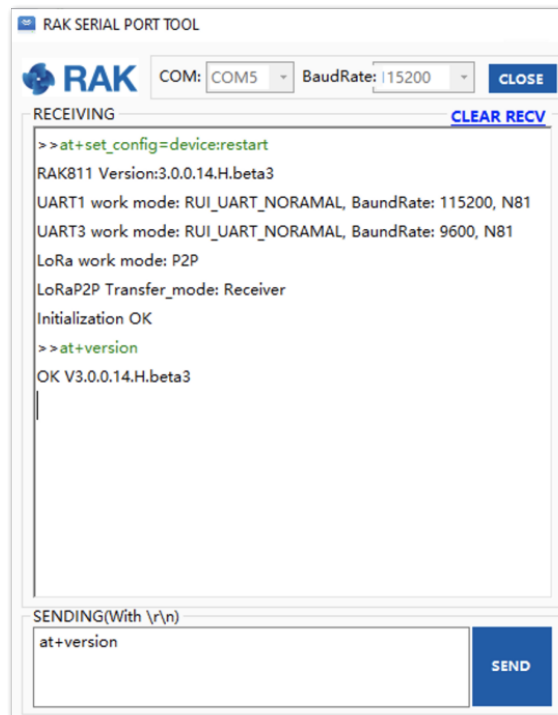 RAK SERIAL PORT TOOL
RAK COM: COM5 BaudRate: 115200 CLOSE
RECEIVING CLEAR RECV
>>at+set_config=device:restart
RAK811 Version:3.0.0.14.H.beta3
UART1 work mode: RUI_UART_NORAMAL, BaundRate: 115200, N81
UART3 work mode: RUI_UART_NORAMAL, BaundRate: 9600, N81
LoRa work mode: P2P
LoRaP2P Transfer_mode: Receiver
Initialization OK
>>at+version
OK V3.0.0.14.H.beta3
SENDING(With \r\n)
at+version
SEND